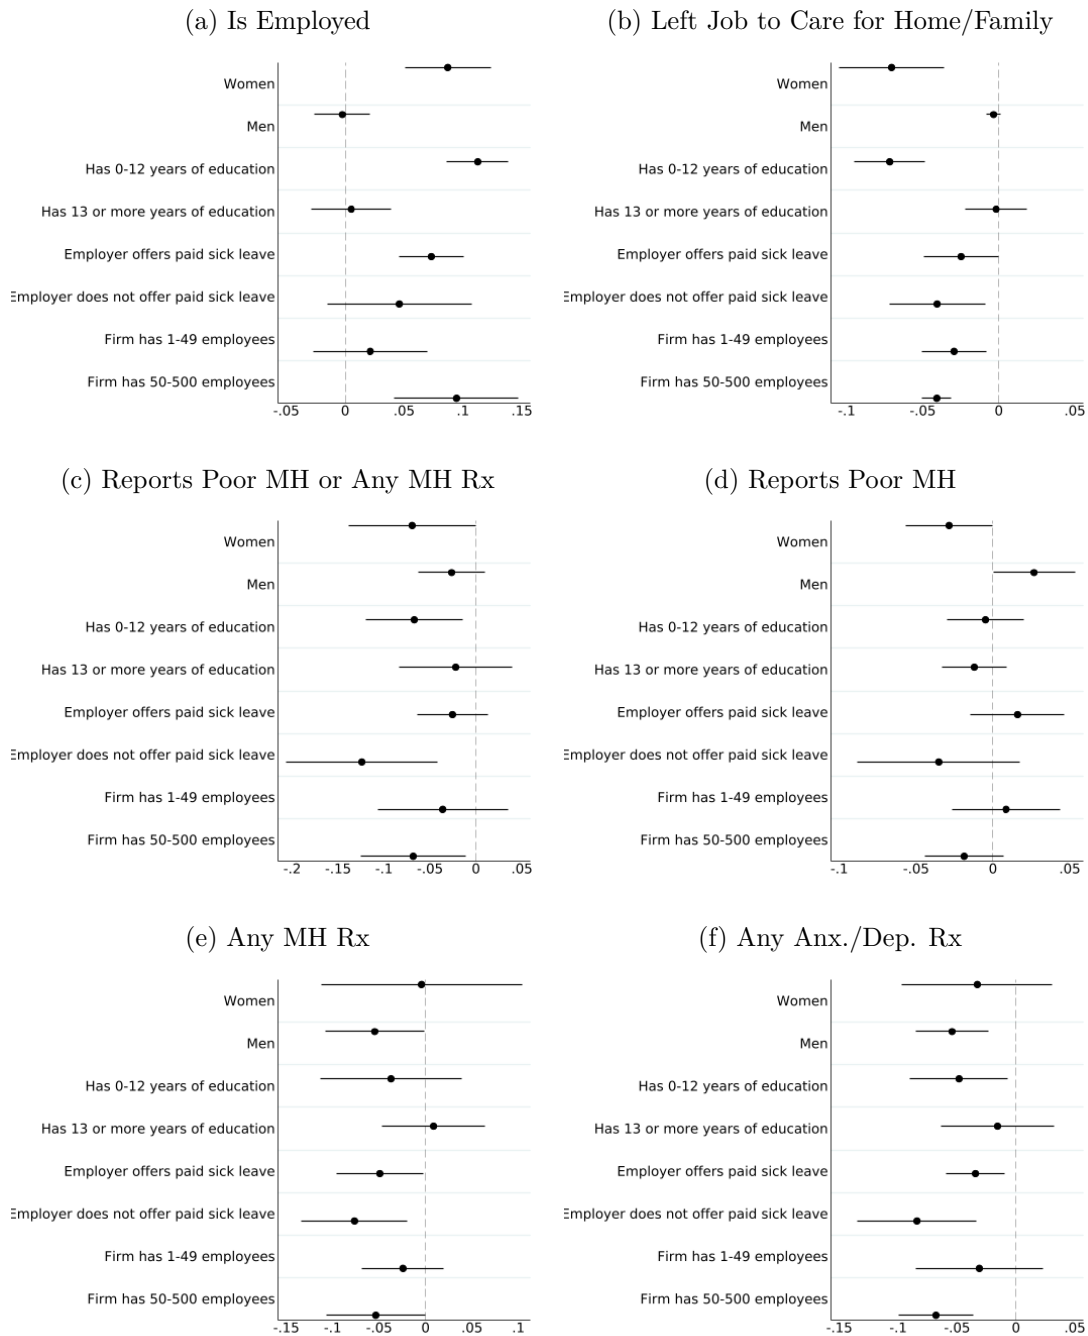 (a) Is Employed
Women
Men
Has 0-12 years of education
Has 13 or more years of education
Employer offers paid sick leave
Employer does not offer paid sick leave
Firm has 1-49 employees
Firm has 50-500 employees
-.05 0 .05 .1 .15
(b) Left Job to Care for Home/Family
Women
Men
Has 0-12 years of education
Has 13 or more years of education
Employer offers paid sick leave
Employer does not offer paid sick leave
Firm has 1-49 employees
Firm has 50-500 employees
-.1 -.05 0 .05
(c) Reports Poor MH or Any MH Rx
Women
Men
Has 0-12 years of education
Has 13 or more years of education
Employer offers paid sick leave
Employer does not offer paid sick leave
Firm has 1-49 employees
Firm has 50-500 employees
-.2 -.15 -.1 -.05 0 .05
(d) Reports Poor MH
Women
Men
Has 0-12 years of education
Has 13 or more years of education
Employer offers paid sick leave
Employer does not offer paid sick leave
Firm has 1-49 employees
Firm has 50-500 employees
-.1 -.05 0 .05
(e) Any MH Rx
Women
Men
Has 0-12 years of education
Has 13 or more years of education
Employer offers paid sick leave
Employer does not offer paid sick leave
Firm has 1-49 employees
Firm has 50-500 employees
-.15 -.1 -.05 0 .05 .1
(f) Any Anx./Dep. Rx
Women
Men
Has 0-12 years of education
Has 13 or more years of education
Employer offers paid sick leave
Employer does not offer paid sick leave
Firm has 1-49 employees
Firm has 50-500 employees
-.15 -.1 -.05 0 .05